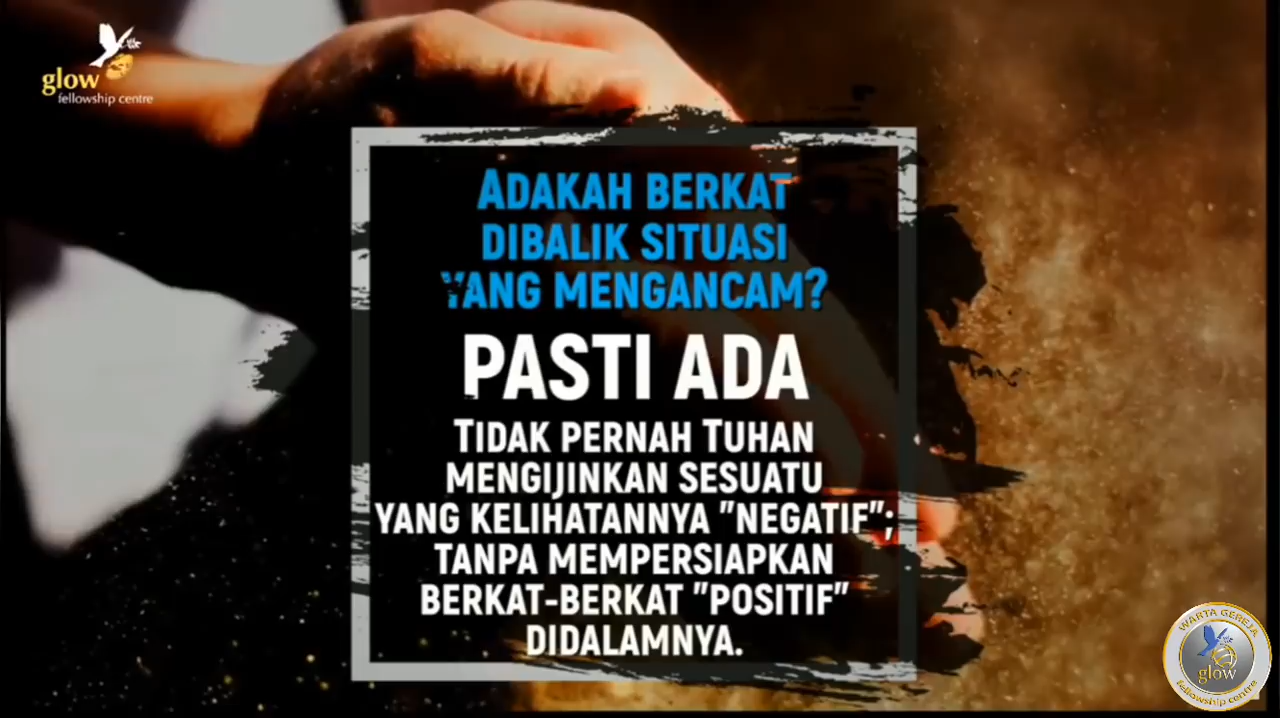 glow
fellowship centre
ADAKAH BERKAT
DIBALIK SITUASI
YANG MENGANCAM?
PASTI ADA
TIDAK PERNAH TUHAN
MENGIJINKAN SESUATU
YANG KELIHATANNYA "NEGATIF";
TANPA MEMPERSIAPKAN
BERKAT-BERKAT "POSITIF"
DIDALAMNYA.
WARTA GEREJA
glow
fellowship centre